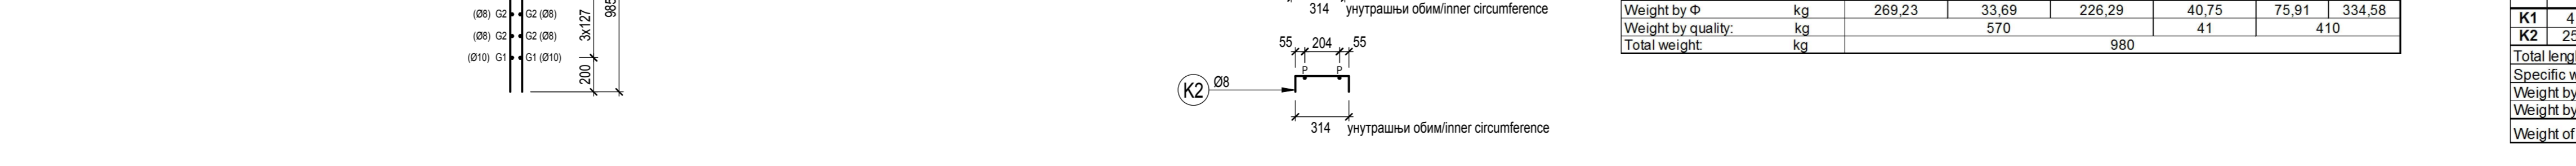 (Ø8) G2 G2 (Ø8)
(Ø8) G2 G2 (Ø8)
(Ø10) G1 G1 (Ø10)
3x127
200
314 унутрашњи обим/inner circumference
55 204 55
P P
K2 Ø8
314 унутрашњи обим/inner circumference
Weight by Φ kg 269,23 33,69 226,29 40,75 75,91 334,58
Weight by quality: kg 570 41 410
Total weight: kg 980
K1 4
K2
Total
Specific
Weight by
Weight by
Weight of